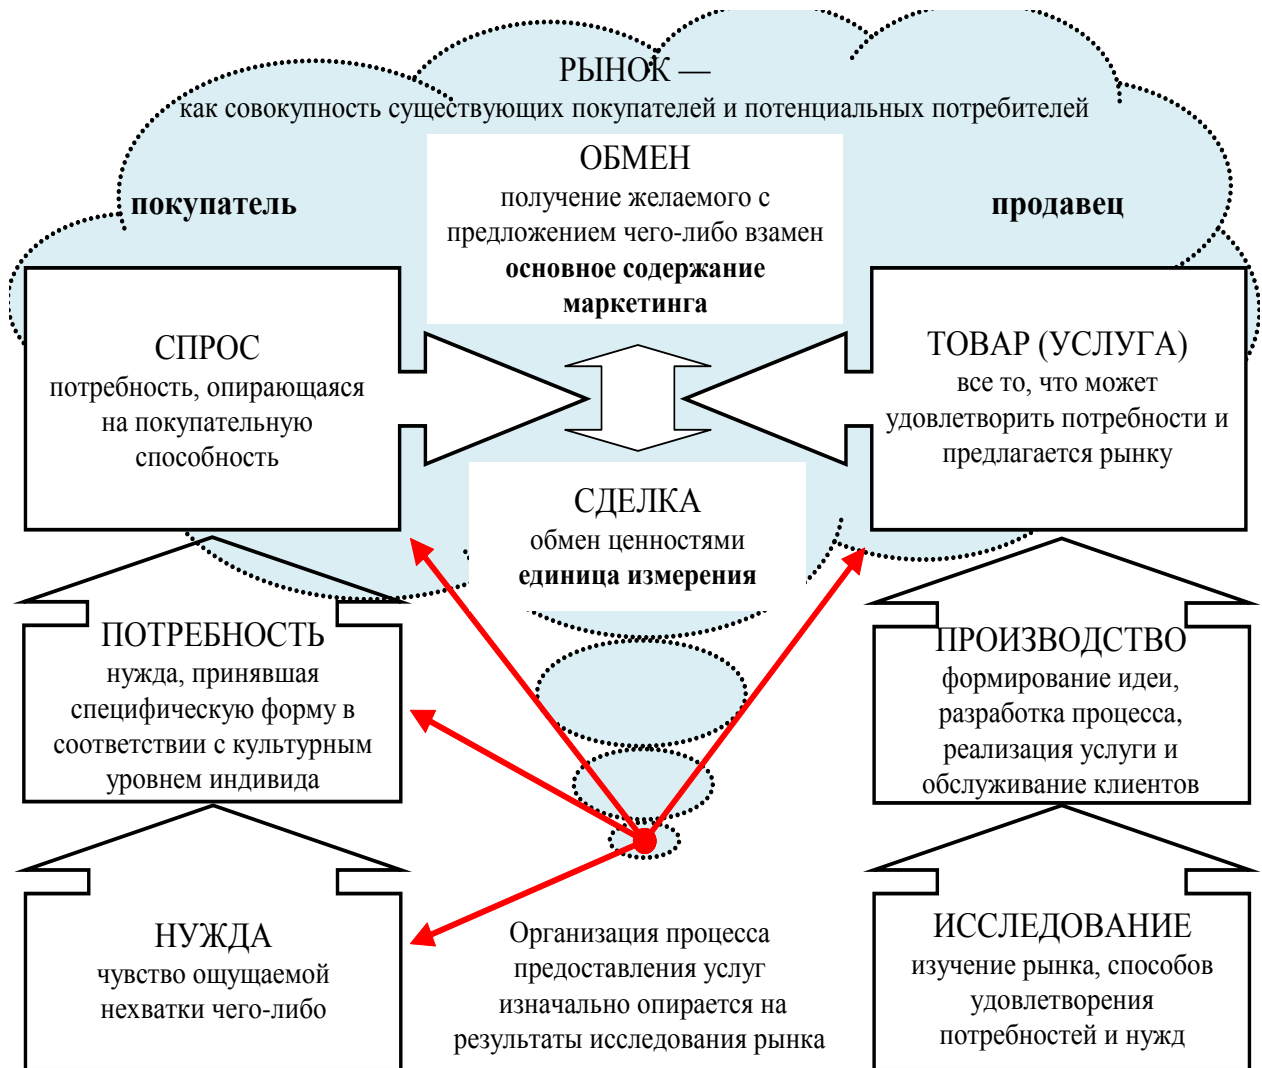 РЫНОК —
как совокупность существующих покупателей и потенциальных потребителей
ОБМЕН
получение желаемого с
предложением чего-либо взамен
основное содержание
маркетинга
покупатель
продавец
СПРОС
потребность, опирающаяся
на покупательную
способность
ТОВАР (УСЛУГА)
все то, что может
удовлетворить потребности и
предлагается рынку
СДЕЛКА
обмен ценностями
единица измерения
ПОТРЕБНОСТЬ
нужда, принявшая
специфическую форму в
соответствии с культурным
уровнем индивида
ПРОИЗВОДСТВО
формирование идеи,
разработка процесса,
реализация услуги и
обслуживание клиентов
НУЖДА
чувство ощущаемой
нехватки чего-либо
Организация процесса
предоставления услуг
изначально опирается на
результаты исследования рынка
ИССЛЕДОВАНИЕ
изучение рынка, способов
удовлетворения
потребностей и нужд